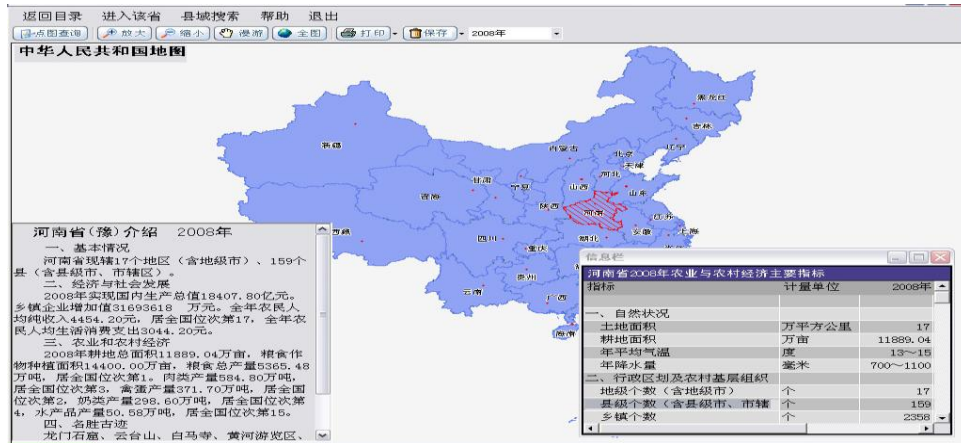 返回目录 进入该省 县域搜索 帮助 退出
点图查询 放大 缩小 漫游 全图 打印 保存 2008年
中华人民共和国地图
黑龙江
吉林
新疆
内蒙古
北京
辽宁
天津
河北
甘肃
宁夏
山西
山东
青海
陕西
河南
江苏
西藏
四川
重庆
湖北
安徽
上海
贵州
云南
广西
海南
河南省(豫)介绍 2008年
一、基本情况
河南省现辖17个地区(含地级市)、159个
县(含县级市、市辖区)。
二、经济与社会发展
2008年实现国内生产总值18407.80亿元。
乡镇企业增加值31693618 万元。全年农民人
均纯收入4454.20元,居全国位次第17,全年农
民人均生活消费支出3044.20元。
三、农业和农村经济
2008年耕地总面积11889.04万亩,粮食作
物种植面积14400.00万亩,粮食总产量5365.48
万吨,居全国位次第1。肉类产量584.80万吨,
居全国位次第3,禽蛋产量371.70万吨,居全国
位次第2,奶类产量298.60万吨,居全国位次第
4,水产品产量50.58万吨,居全国位次第15。
四、名胜古迹
龙门石窟、云台山、白马寺、黄河游览区、
信息栏
河南省2008年农业与农村经济主要指标
指标 计量单位 2008年
一、自然状况
土地面积 万平方公里 17
耕地面积 万亩 11889.04
年平均气温 度 13~15
年降水量 毫米 700~1100
二、行政区划及农村基层组织
地级个数(含地级市) 个 17
县级个数(含县级市、市辖 个 159
乡镇个数 个 2358